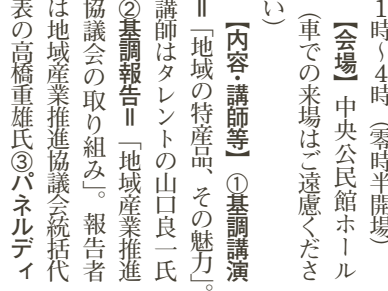 1時～4時（零時半開場）
【会場】中央公民館ホール
（車での来場はご遠慮くださ
い）
【内容・講師等】①基調講演
＝「地域の特産品、その魅力」。
講師はタレントの山口良一氏
②基調報告＝「地域産業推進
協議会の取り組み」。報告者
は地域産業推進協議会統括代
表の高橋重雄氏③パネルディ